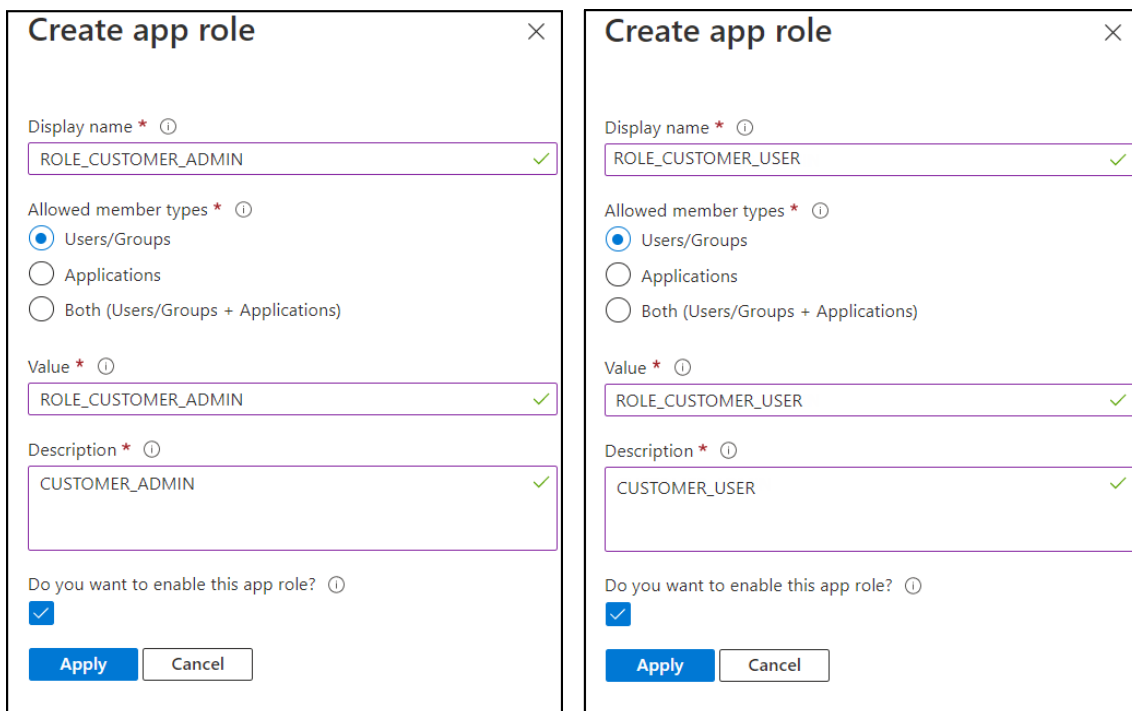 Create app role
Display name *
ROLE_CUSTOMER_ADMIN
Allowed member types *
Users/Groups
Applications
Both (Users/Groups + Applications)
Value *
ROLE_CUSTOMER_ADMIN
Description *
CUSTOMER_ADMIN
Do you want to enable this app role?
Apply
Cancel
Create app role
Display name *
ROLE_CUSTOMER_USER
Allowed member types *
Users/Groups
Applications
Both (Users/Groups + Applications)
Value *
ROLE_CUSTOMER_USER
Description *
CUSTOMER_USER
Do you want to enable this app role?
Apply
Cancel